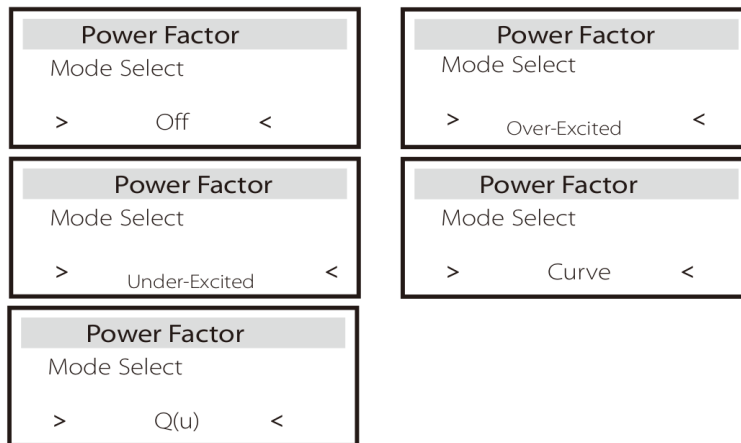 Power Factor
Mode Select
> Off <
Power Factor
Mode Select
> Over-Excited <
Power Factor
Mode Select
> Under-Excited <
Power Factor
Mode Select
> Curve <
Power Factor
Mode Select
> Q(u) <